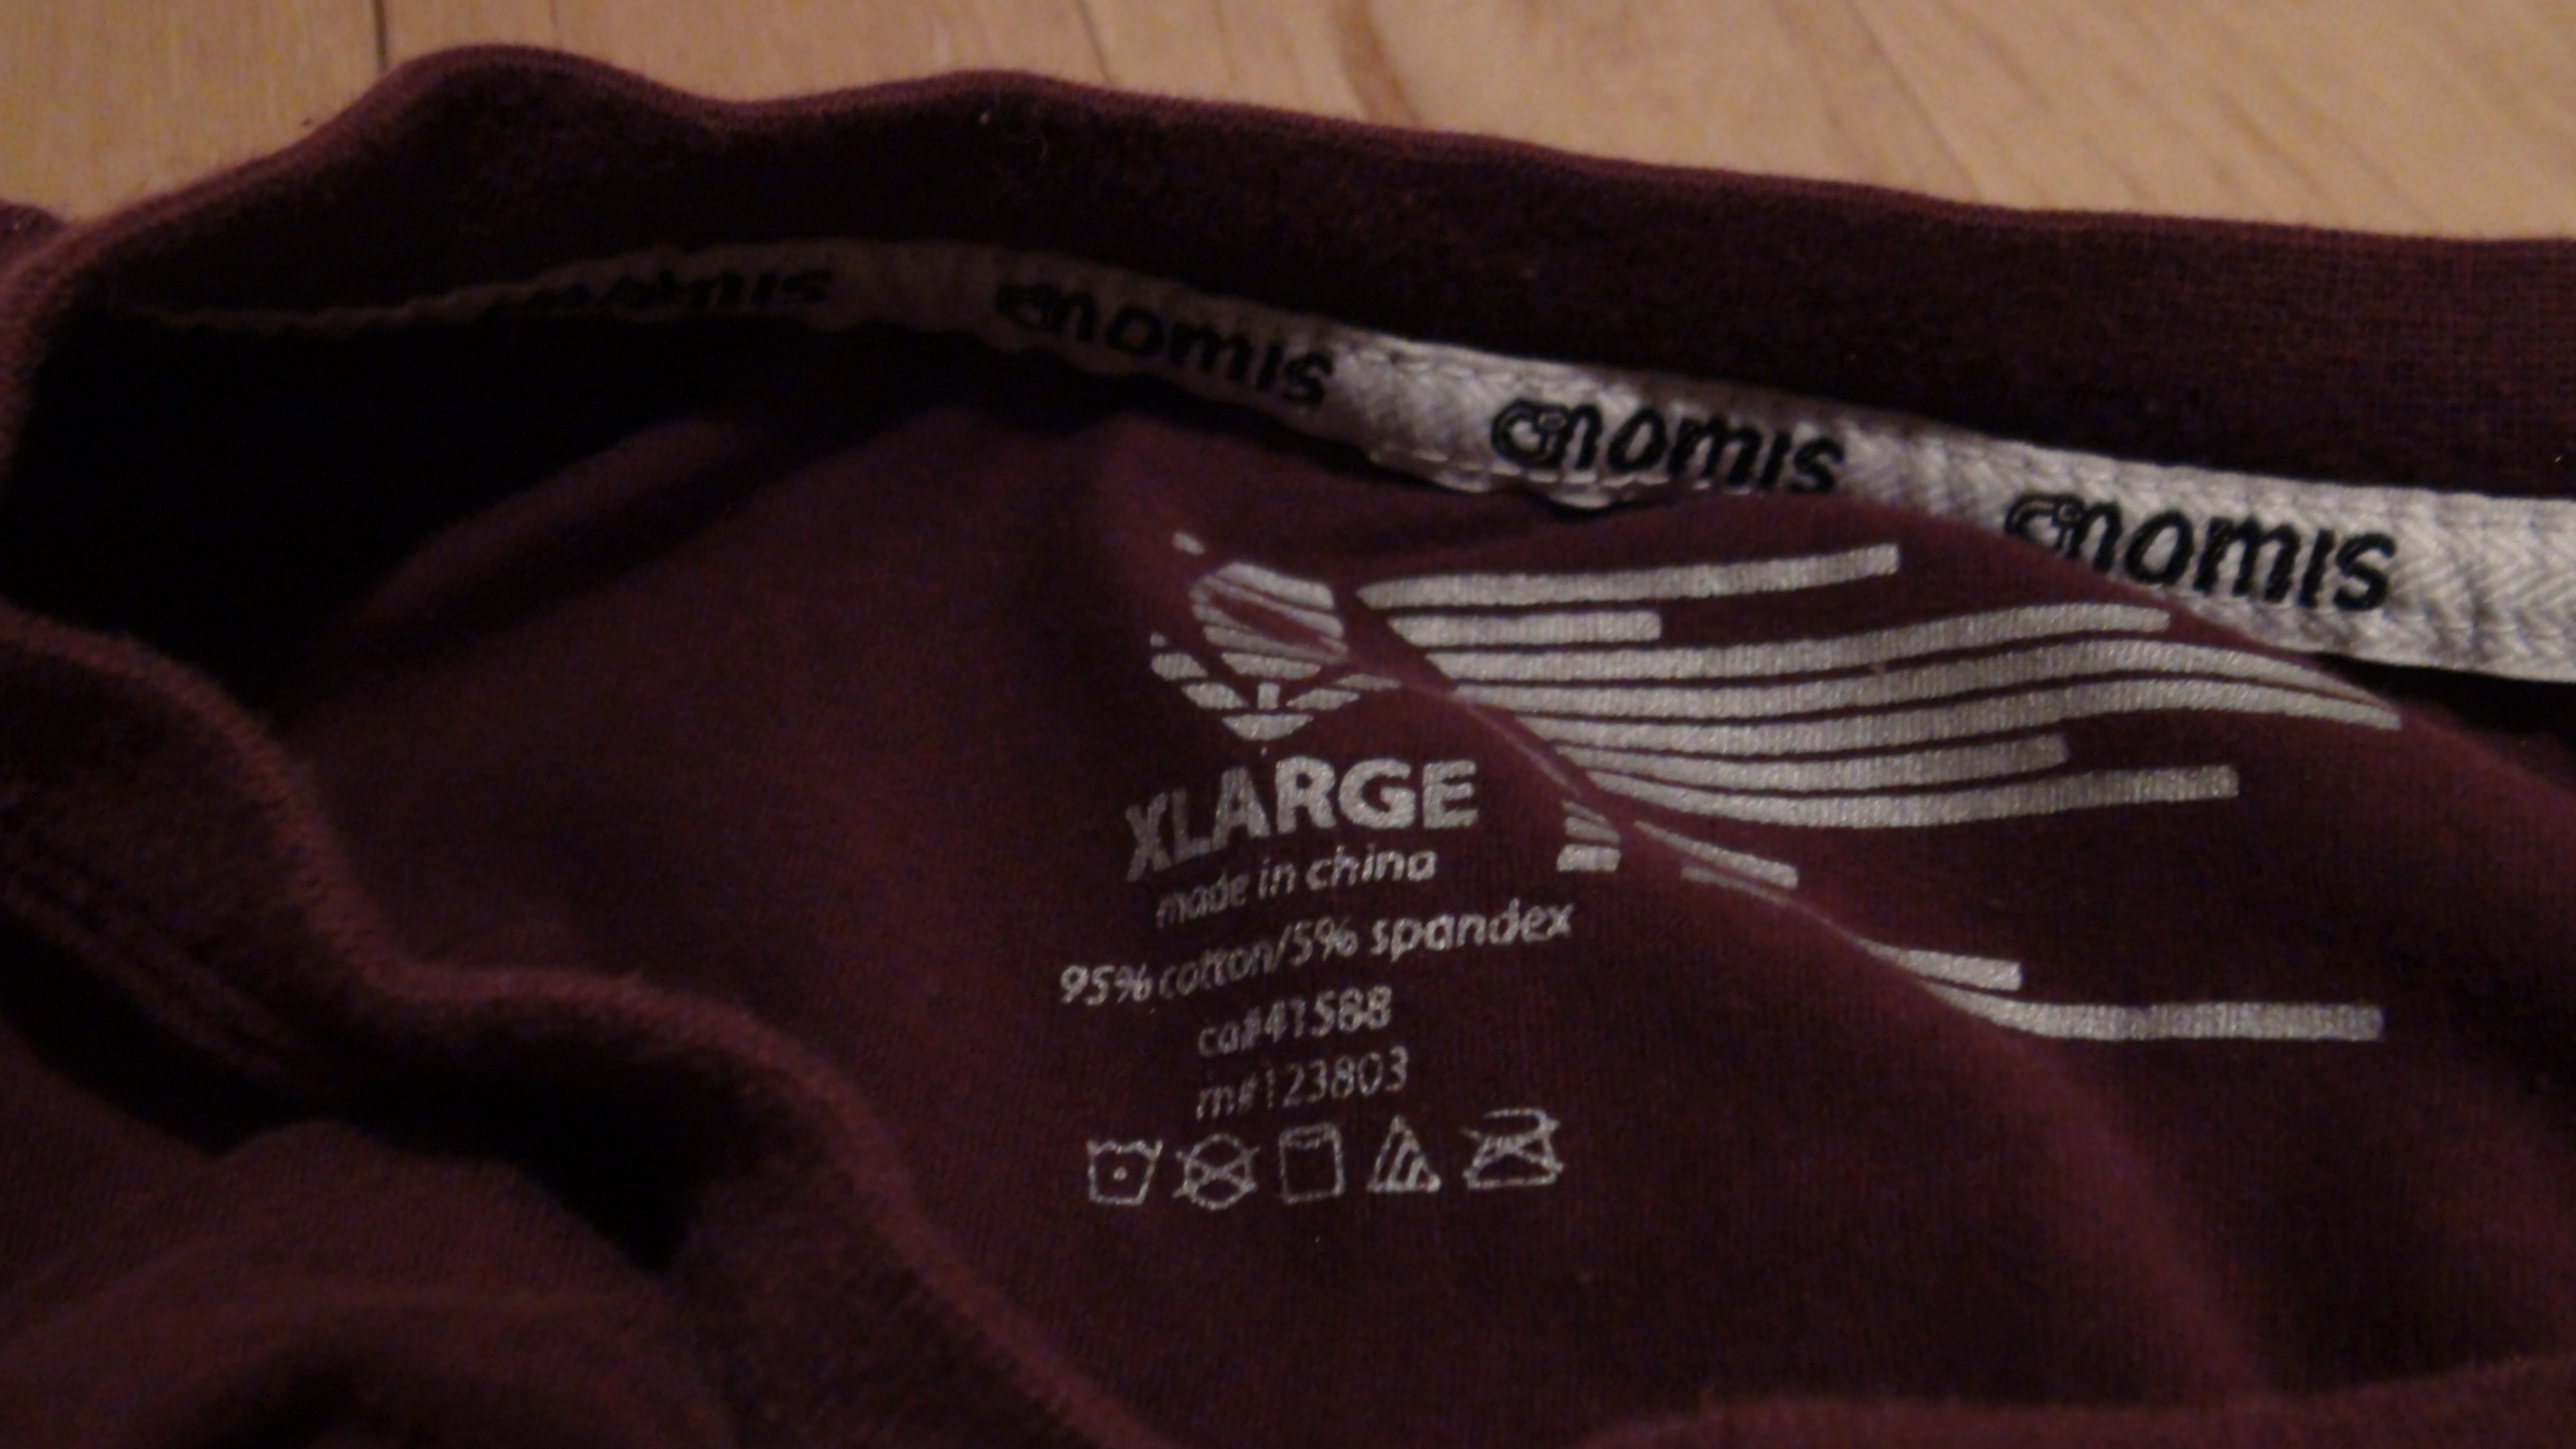 nomis
nomis
nomis
nomis
XLARGE
made in china
95% cotton/5% spandex
ca#41588
m#123803